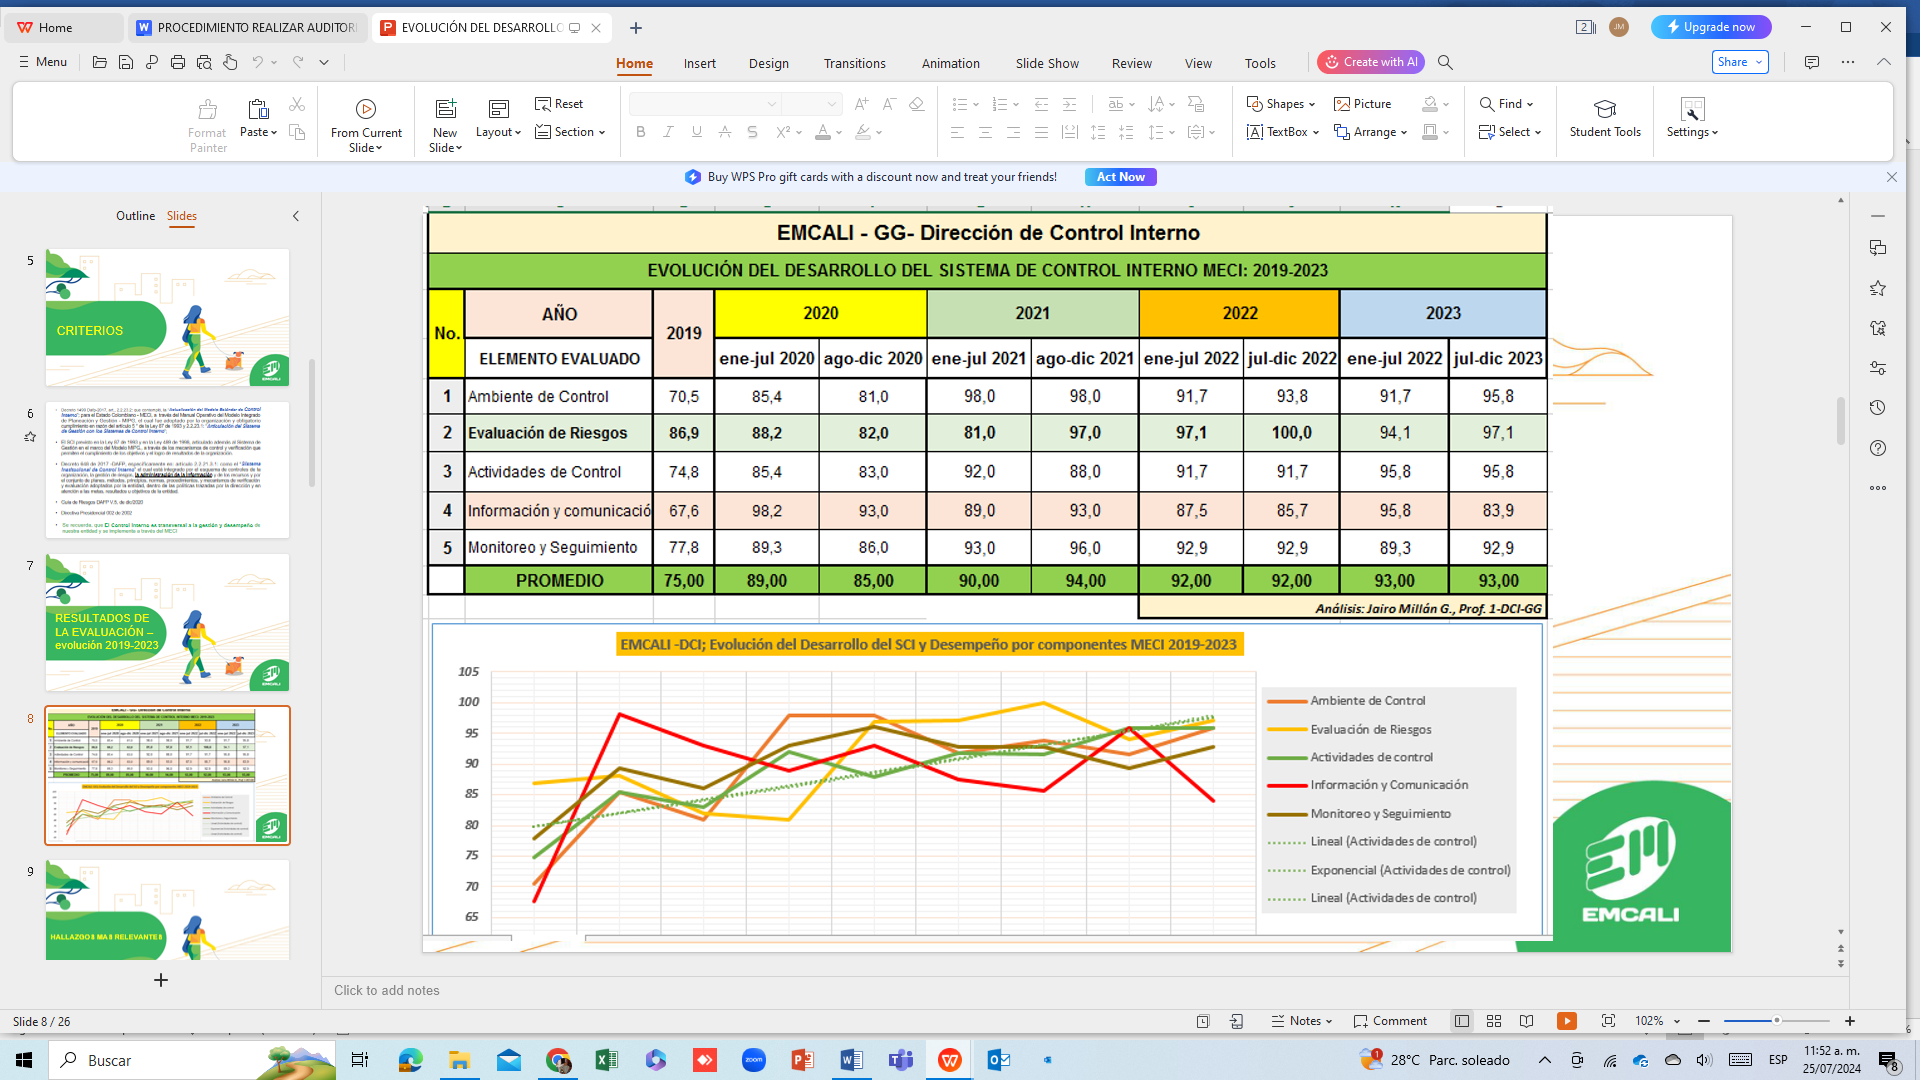 Home
PROCEDIMIENTO REALIZAR AUDITOR
EVOLUCIÓN DEL DESARROLLO
2
JM
Upgrade now
Menu
Home Insert Design Transitions Animation Slide Show Review View Tools
Create with AI
Share
Format Painter
Paste
From Current Slide
New Slide
Layout
Reset
Section
B I U A S X² A
Shapes
Picture
TextBox
Arrange
Find
Select
Student Tools
Settings
Buy WPS Pro gift cards with a discount now and treat your friends!
Act Now
Outline Slides
5
CRITERIOS
EMCALI
6
7
RESULTADOS DE
LA EVALUACIÓN –
evolución 2019-2023
EMCALI
8
9
HALLAZGOS MAS RELEVANTES
EMCALI - GG- Dirección de Control Interno
EVOLUCIÓN DEL DESARROLLO DEL SISTEMA DE CONTROL INTERNO MECI: 2019-2023
No. AÑO 2019 2020 2021 2022 2023
ELEMENTO EVALUADO ene-jul 2020 ago-dic 2020 ene-jul 2021 ago-dic 2021 ene-jul 2022 jul-dic 2022 ene-jul 2022 jul-dic 2023
1 Ambiente de Control 70,5 85,4 81,0 98,0 98,0 91,7 93,8 91,7 95,8
2 Evaluación de Riesgos 86,9 88,2 82,0 81,0 97,0 97,1 100,0 94,1 97,1
3 Actividades de Control 74,8 85,4 83,0 92,0 88,0 91,7 91,7 95,8 95,8
4 Información y comunicació 67,6 98,2 93,0 89,0 93,0 87,5 85,7 95,8 83,9
5 Monitoreo y Seguimiento 77,8 89,3 86,0 93,0 96,0 92,9 92,9 89,3 92,9
PROMEDIO 75,00 89,00 85,00 90,00 94,00 92,00 92,00 93,00 93,00
Análisis: Jairo Millán G., Prof. 1-DCI-GG
EMCALI -DCI; Evolución del Desarrollo del SCI y Desempeño por componentes MECI 2019-2023
105
100
95
90
85
80
75
70
65
Ambiente de Control
Evaluación de Riesgos
Actividades de control
Información y Comunicación
Monitoreo y Seguimiento
Lineal (Actividades de control)
Exponencial (Actividades de control)
Lineal (Actividades de control)
EMCALI
Click to add notes
Slide 8 / 26
Notes
Comment
102%
Buscar
zoom
1
28°C Parc. soleado
ESP
11:52 a. m.
25/07/2024
8